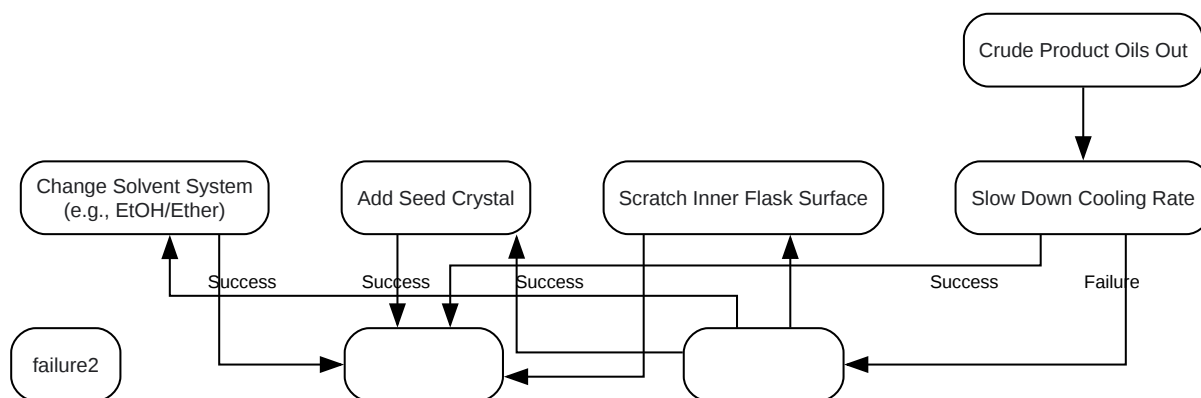 Crude Product Oils Out
Change Solvent System
(e.g., EtOH/Ether)
Add Seed Crystal
Scratch Inner Flask Surface
Slow Down Cooling Rate
Success
Success
Success
Success
Failure
failure2